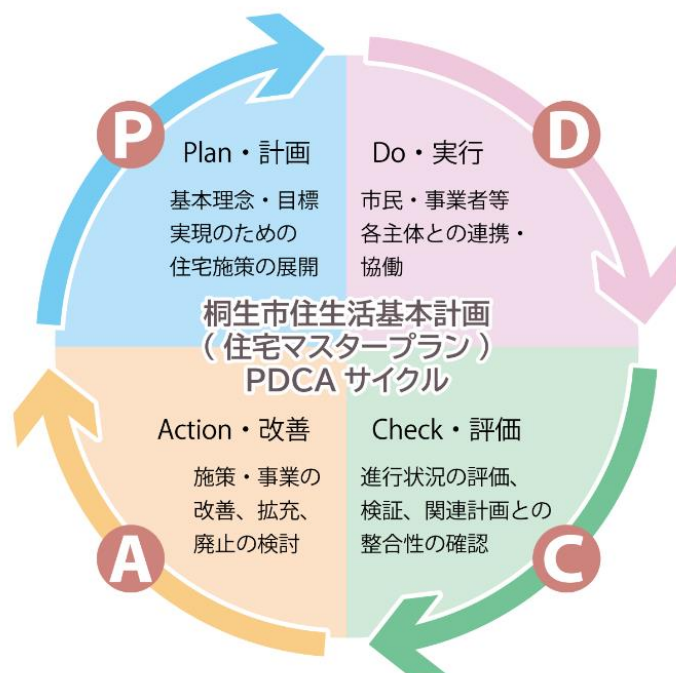 P
Plan・計画
基本理念・目標
実現のための
住宅施策の展開
D
Do・実行
市民・事業者等
各主体との連携・
協働
桐生市住生活基本計画
（住宅マスタープラン）
PDCA サイクル
A
Action・改善
施策・事業の
改善、拡充、
廃止の検討
C
Check・評価
進行状況の評価、
検証、関連計画との
整合性の確認